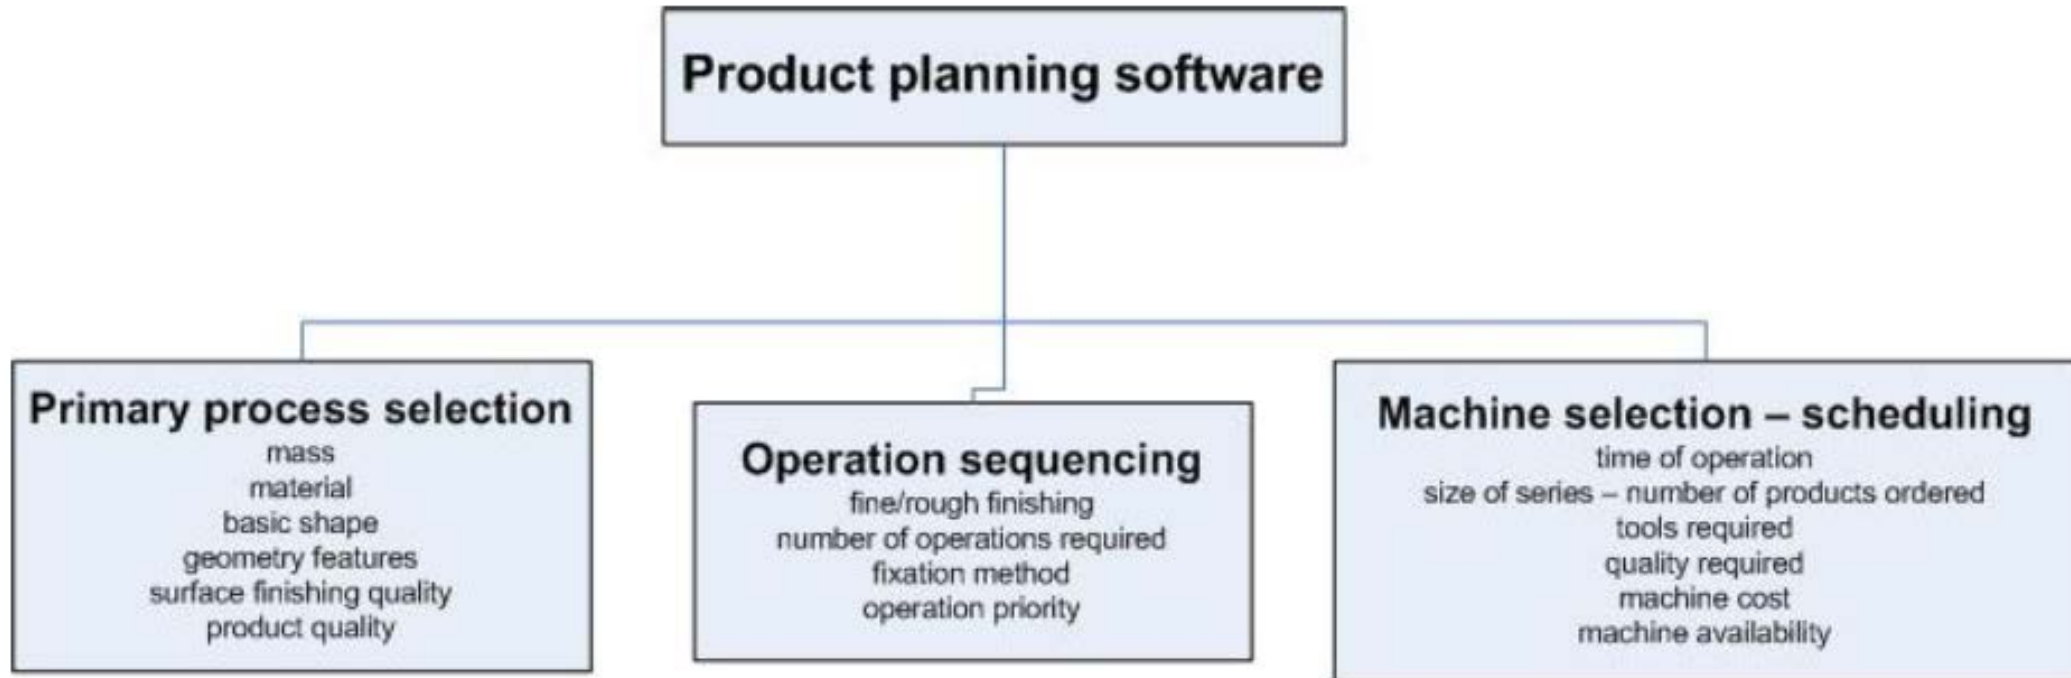 Product planning software
Primary process selection
mass
material
basic shape
geometry features
surface finishing quality
product quality
Operation sequencing
fine/rough finishing
number of operations required
fixation method
operation priority
Machine selection – scheduling
time of operation
size of series – number of products ordered
tools required
quality required
machine cost
machine availability